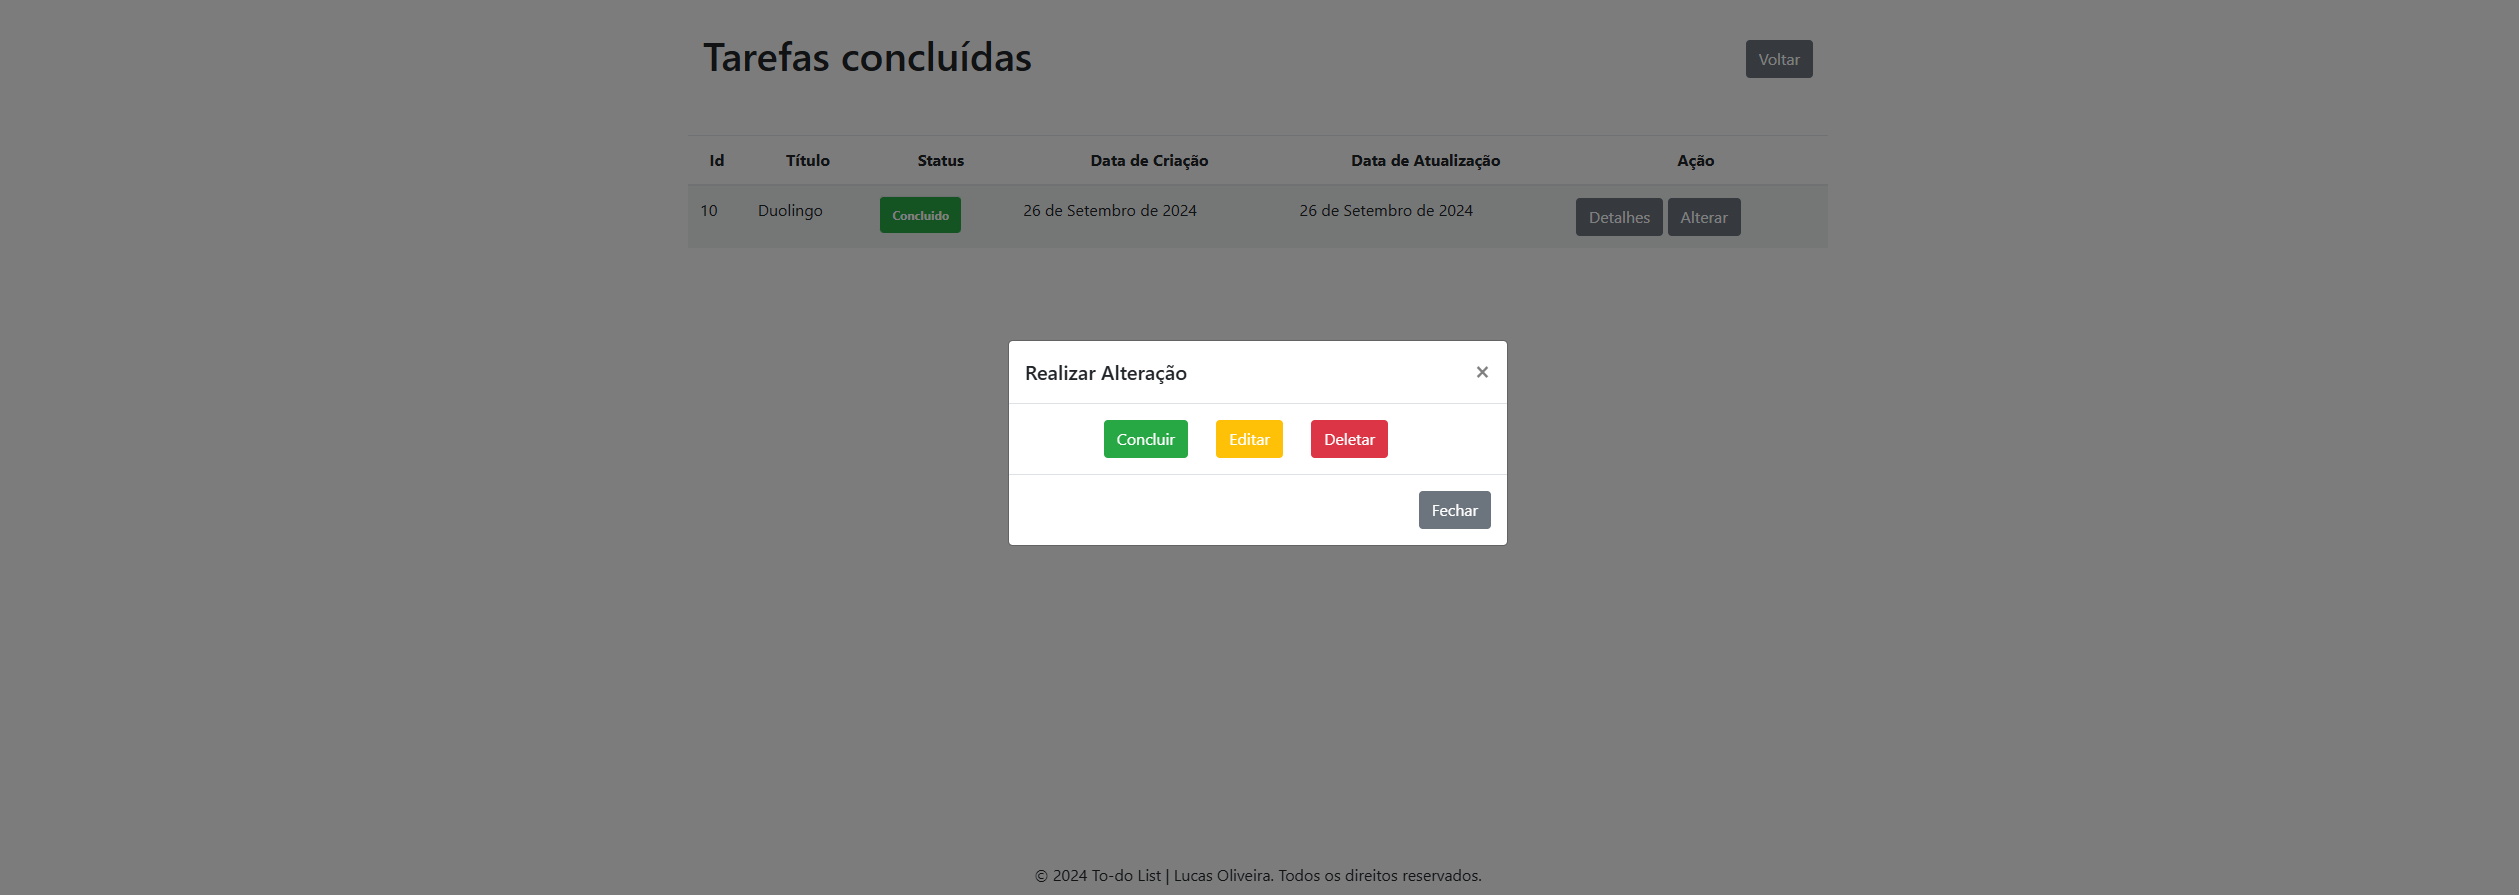 Tarefas concluídas
Voltar
Id Título Status Data de Criação Data de Atualização Ação
10 Duolingo Concluido 26 de Setembro de 2024 26 de Setembro de 2024 Detalhes Alterar
Realizar Alteração ×
Concluir Editar Deletar
Fechar
© 2024 To-do List | Lucas Oliveira. Todos os direitos reservados.